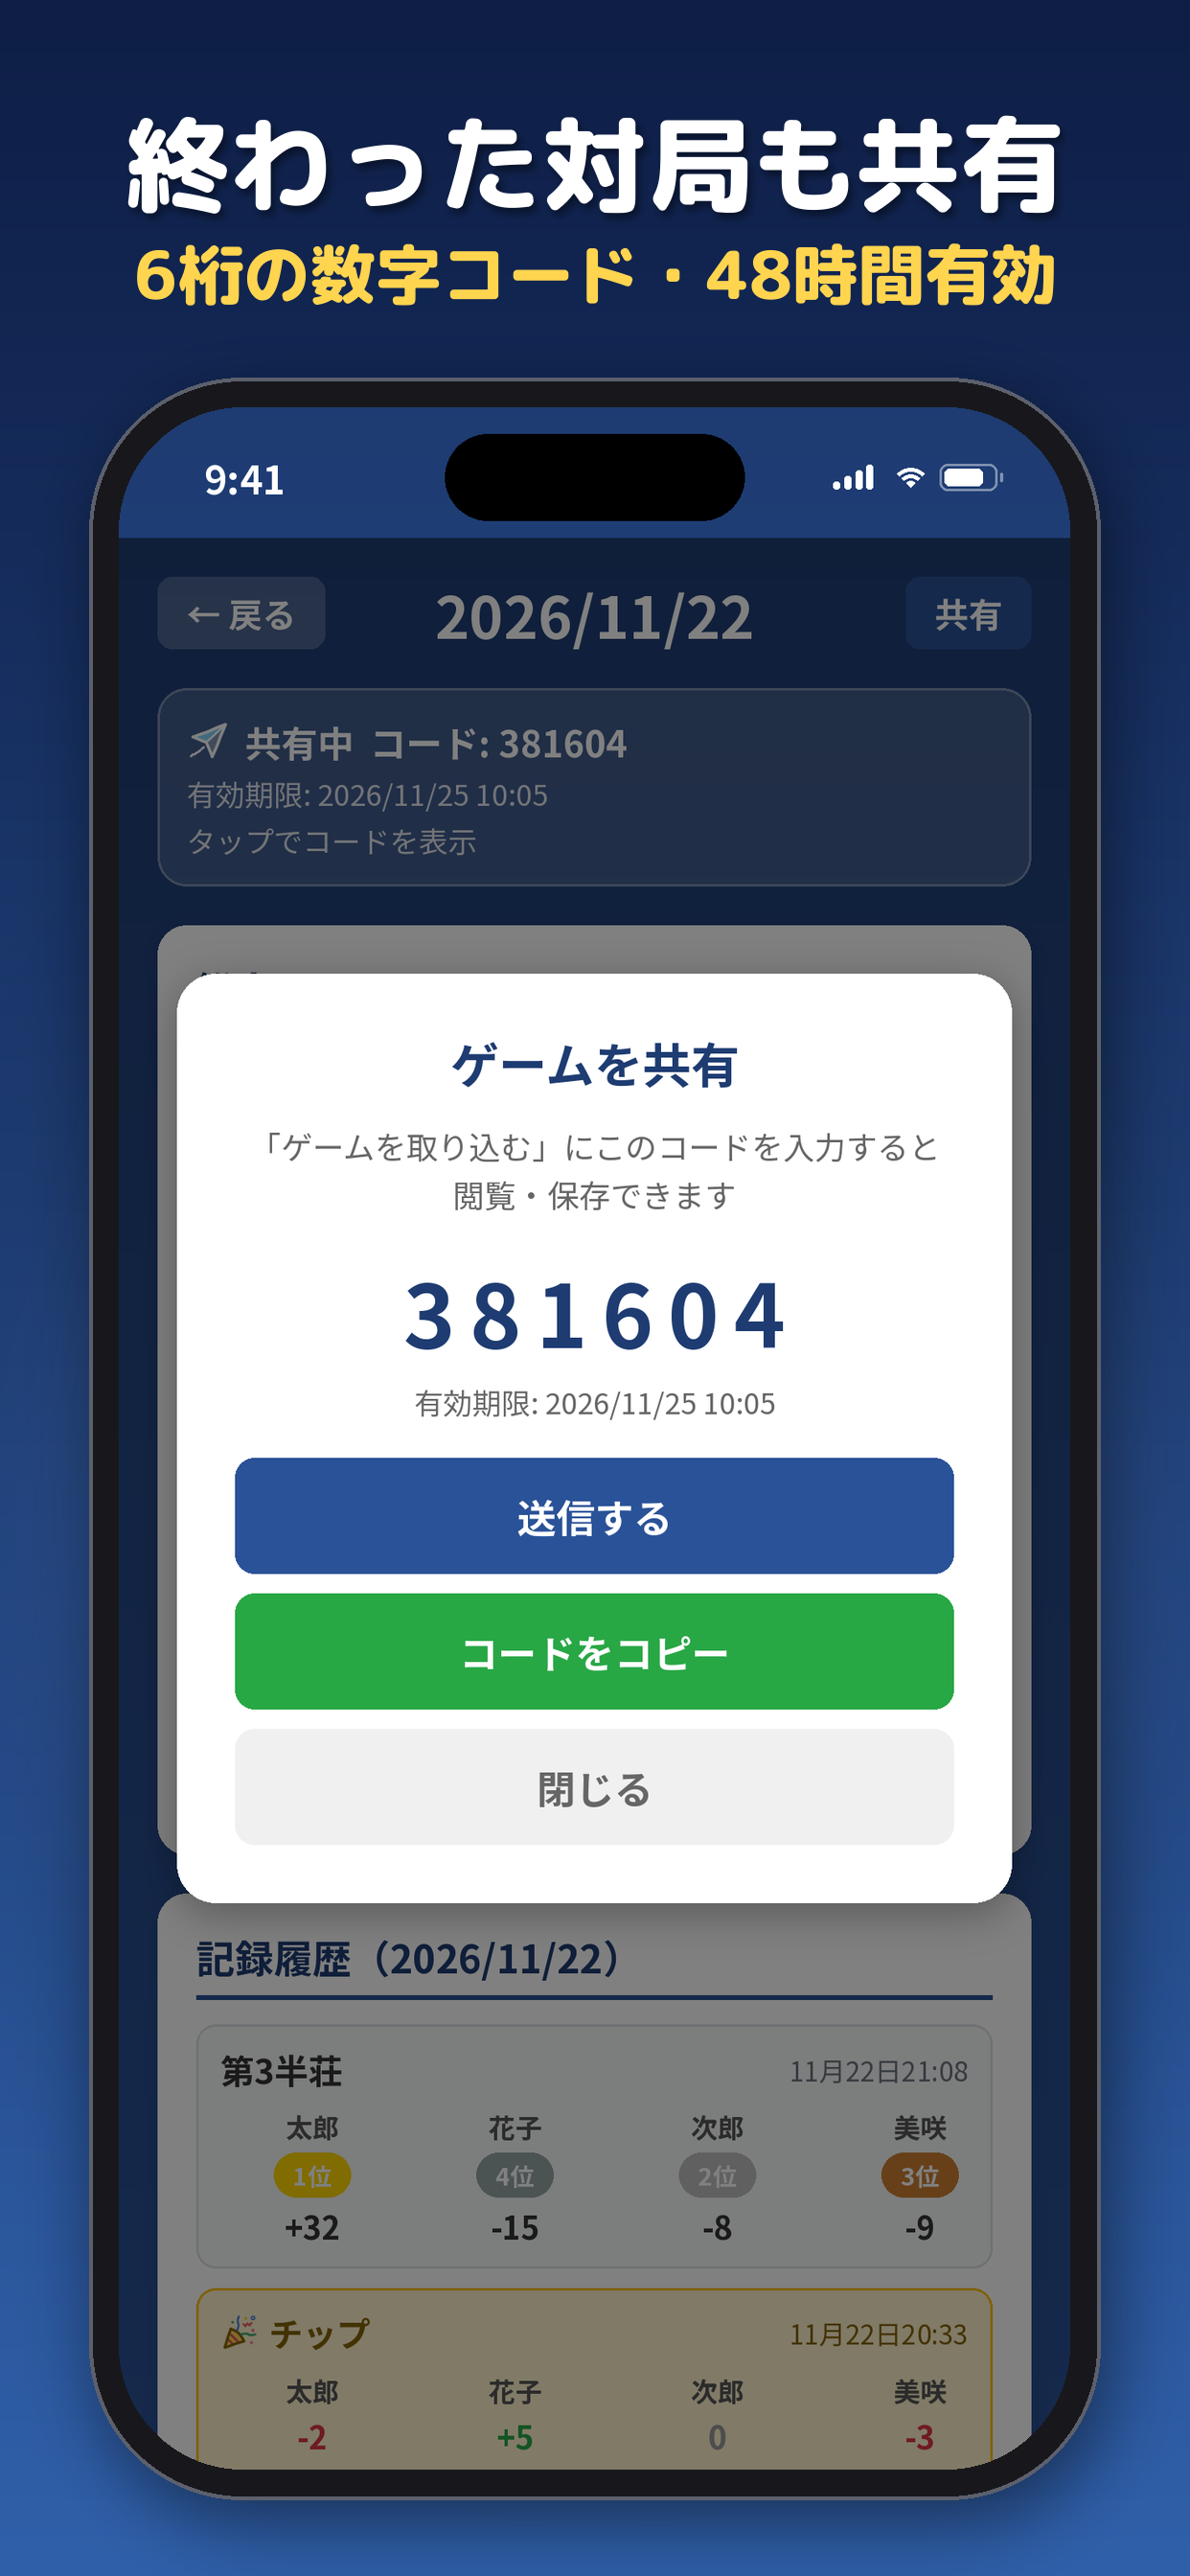 終わった対局も共有
6桁の数字コード・48時間有効
9:41
← 戻る
2026/11/22
共有
共有中 コード: 381604
有効期限: 2026/11/25 10:05
タップでコードを表示
ゲームを共有
「ゲームを取り込む」にこのコードを入力すると
閲覧・保存できます
381604
有効期限: 2026/11/25 10:05
送信する
コードをコピー
閉じる
記録履歴（2026/11/22）
第3半荘 11月22日21:08
太郎 花子 次郎 美咲
1位 4位 2位 3位
+32 -15 -8 -9
チップ 11月22日20:33
太郎 花子 次郎 美咲
-2 +5 0 -3